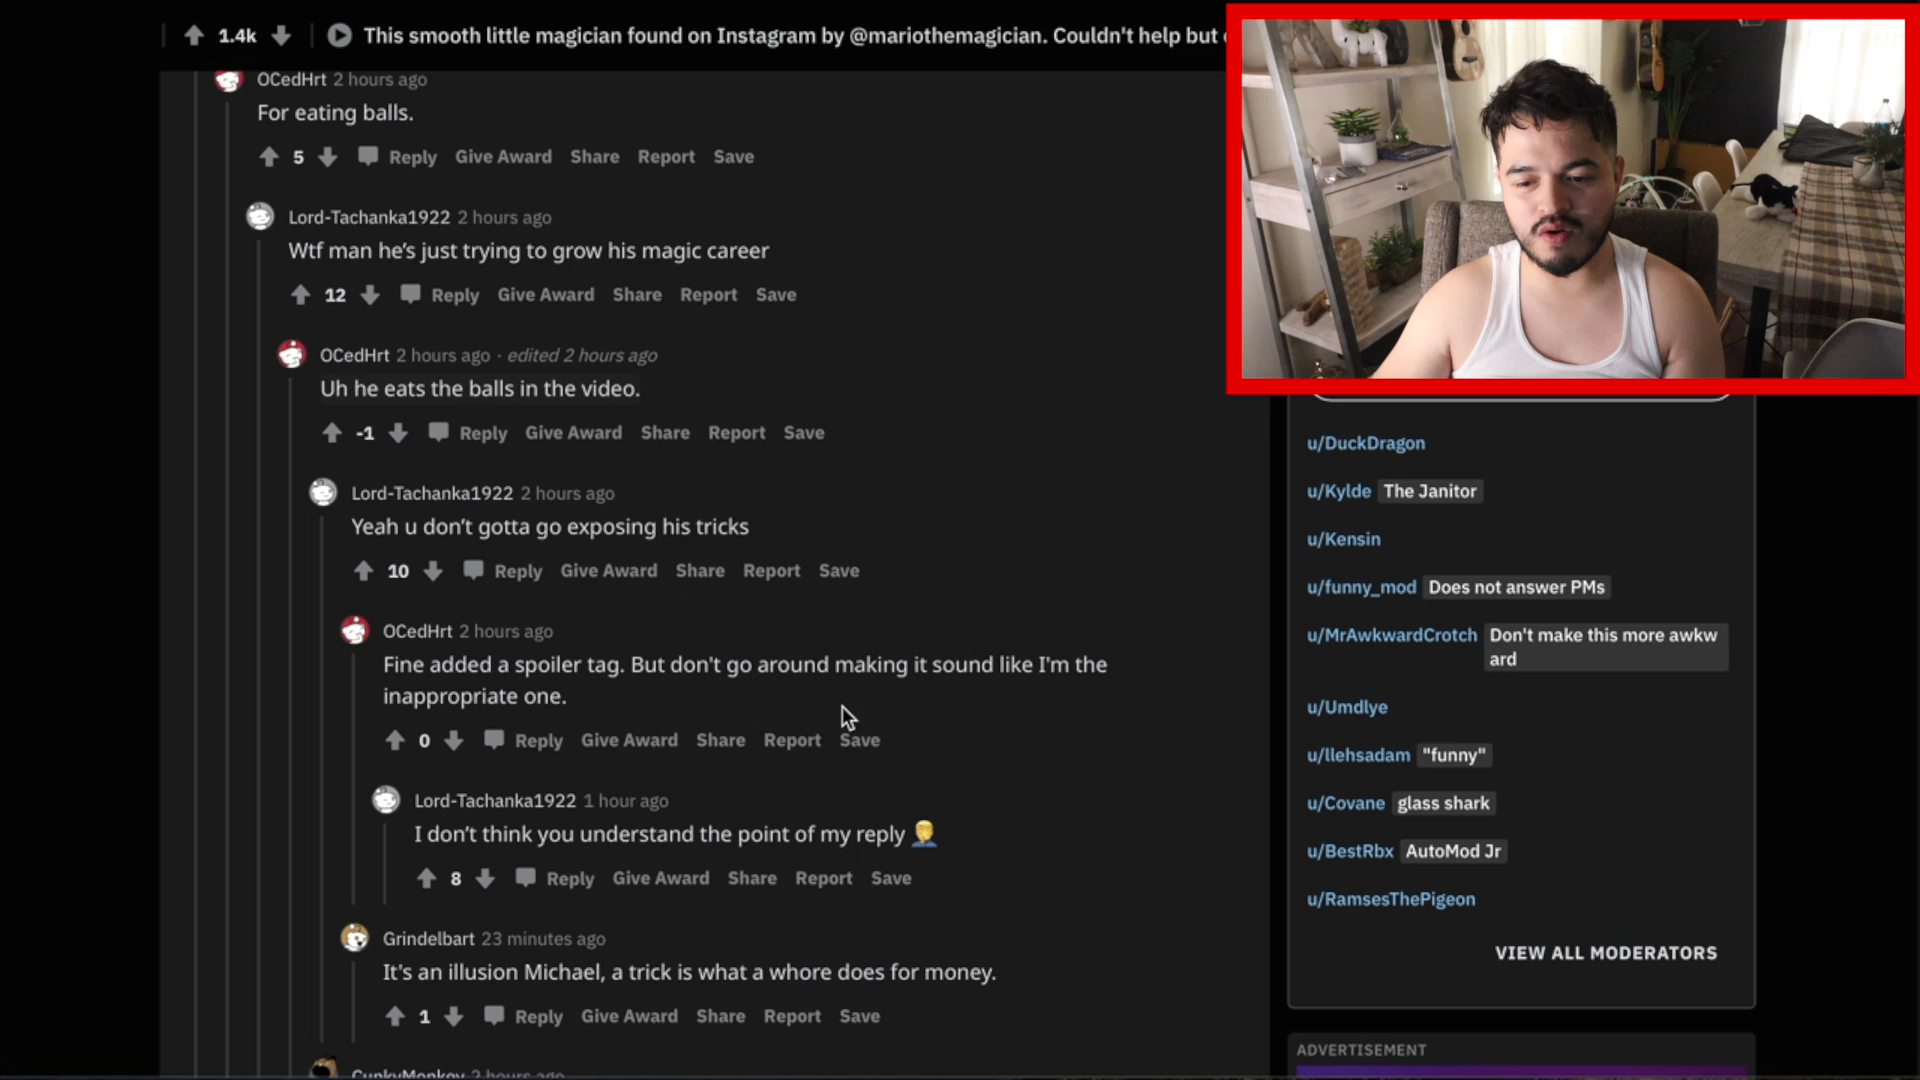 1.4k This smooth little magician found on Instagram by @mariothemagician. Couldn't help but
OCedHrt 2 hours ago
For eating balls.
5 Reply Give Award Share Report Save
Lord-Tachanka1922 2 hours ago
Wtf man he's just trying to grow his magic career
12 Reply Give Award Share Report Save
OCedHrt 2 hours ago · edited 2 hours ago
Uh he eats the balls in the video.
-1 Reply Give Award Share Report Save
Lord-Tachanka1922 2 hours ago
Yeah u don't gotta go exposing his tricks
10 Reply Give Award Share Report Save
OCedHrt 2 hours ago
Fine added a spoiler tag. But don't go around making it sound like I'm the
inappropriate one.
0 Reply Give Award Share Report Save
Lord-Tachanka1922 1 hour ago
I don't think you understand the point of my reply 🤦‍♂️
8 Reply Give Award Share Report Save
Grindelbart 23 minutes ago
It's an illusion Michael, a trick is what a whore does for money.
1 Reply Give Award Share Report Save
CunkyMonkey 2 hours ago
u/DuckDragon
u/Kylde The Janitor
u/Kensin
u/funny_mod Does not answer PMs
u/MrAwkwardCrotch Don't make this more awkw
ard
u/Umdlye
u/llehsadam "funny"
u/Covane glass shark
u/BestRbx AutoMod Jr
u/RamsesThePigeon
VIEW ALL MODERATORS
ADVERTISEMENT